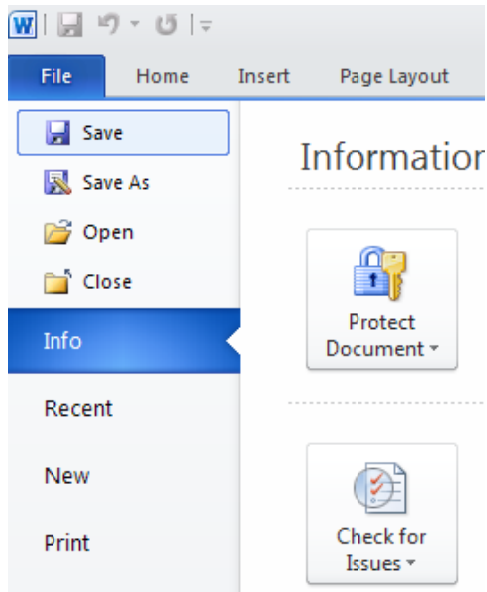 W
File Home Insert Page Layout
Save
Save As
Open
Close
Info
Recent
New
Print
Information
Protect
Document
Check for
Issues